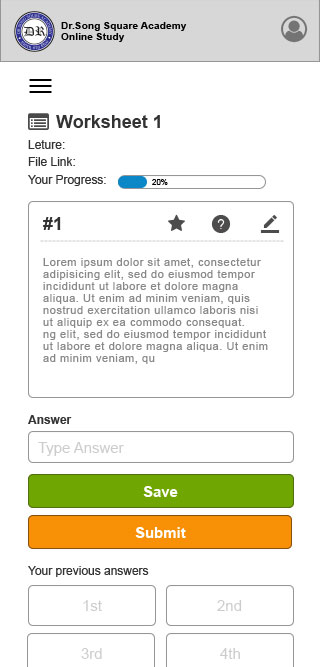 DR
Dr.Song Square Academy
Online Study
Worksheet 1
Leture:
File Link:
Your Progress:
20%
#1
?
Lorem ipsum dolor sit amet, consectetur
adipisicing elit, sed do eiusmod tempor
incididunt ut labore et dolore magna
aliqua. Ut enim ad minim veniam, quis
nostrud exercitation ullamco laboris nisi
ut aliquip ex ea commodo consequat.
ng elit, sed do eiusmod tempor incididunt
ut labore et dolore magna aliqua. Ut enim
ad minim veniam, qu
Answer
Type Answer
Save
Submit
Your previous answers
1st
2nd
3rd
4th